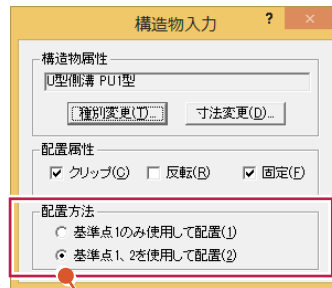 構造物入力 ? ×
構造物属性
U型側溝 PU1型
種別変更(T)... 寸法変更(D)...
配置属性
クリップ(C) 反転(R) 固定(F)
配置方法
基準点1のみ使用して配置(1)
基準点1、2を使用して配置(2)